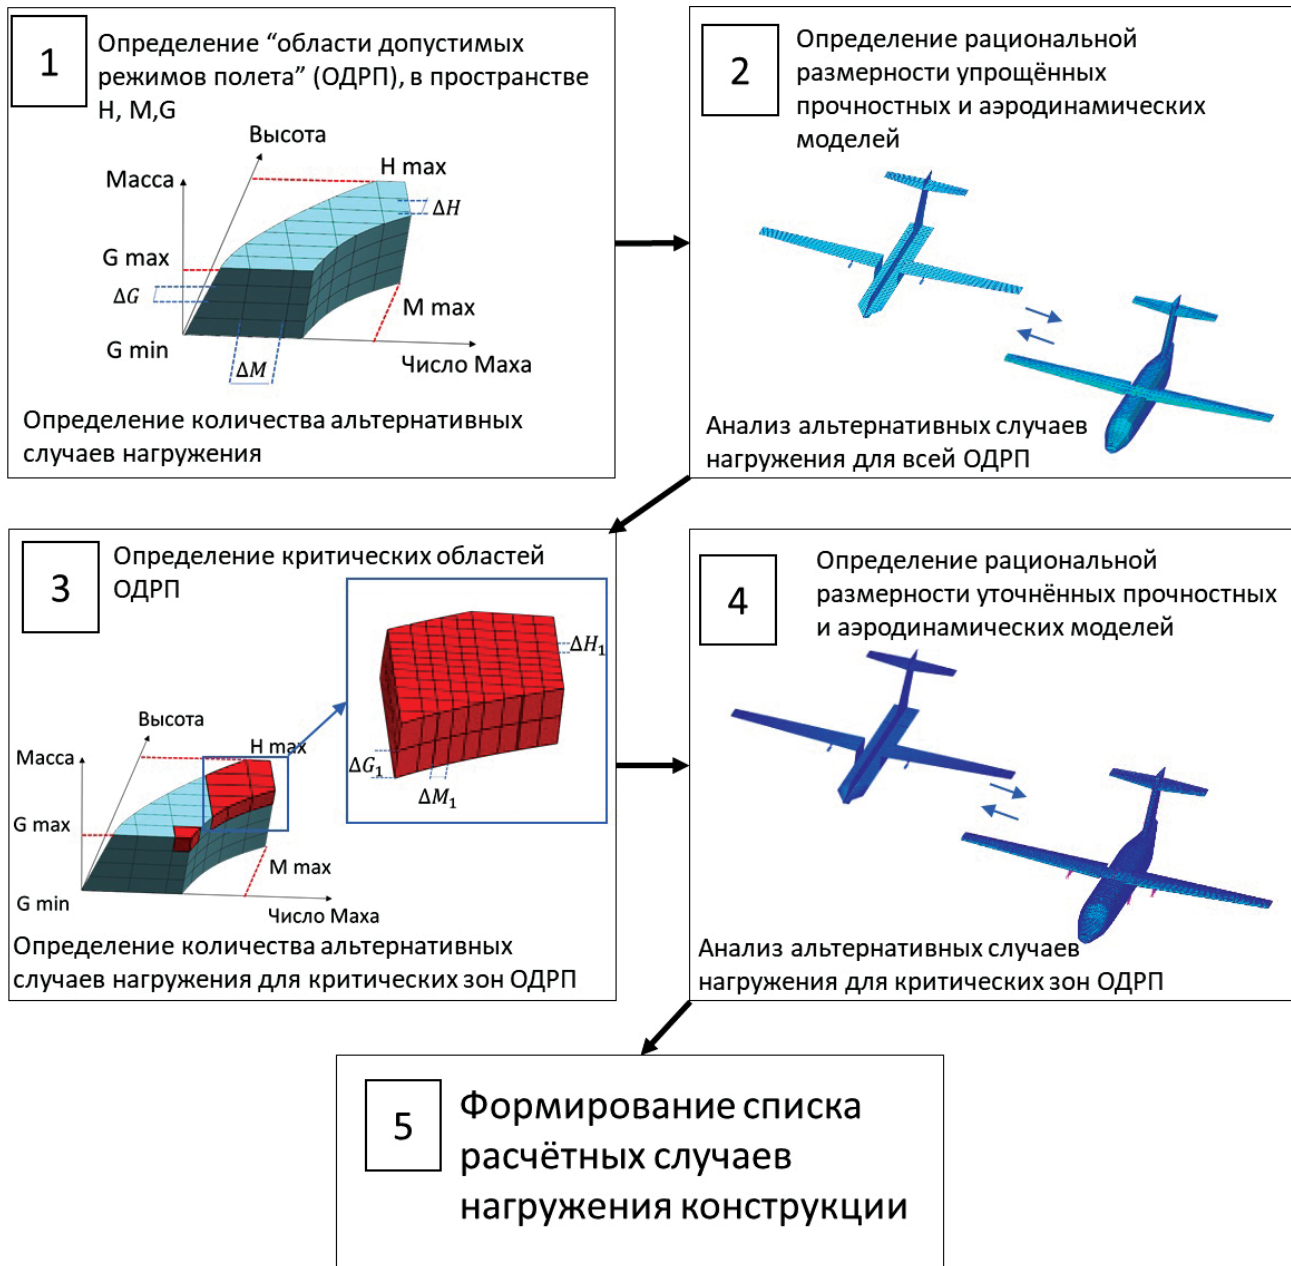 1
Определение “области допустимых
режимов полета” (ОДРП), в пространстве
H, M,G
Высота
Масса
H max
ΔH
G max
ΔG
M max
G min
ΔM
Число Маха
Определение количества альтернативных
случаев нагружения
2
Определение рациональной
размерности упрощённых
прочностных и аэродинамических
моделей
Анализ альтернативных случаев
нагружения для всей ОДРП
3
Определение критических областей
ОДРП
ΔH₁
ΔG₁
ΔM₁
Высота
Масса
H max
G max
M max
G min
Число Маха
Определение количества альтернативных
случаев нагружения для критических зон ОДРП
4
Определение рациональной
размерности уточнённых прочностных
и аэродинамических моделей
Анализ альтернативных случаев
нагружения для критических зон ОДРП
5
Формирование списка
расчётных случаев
нагружения конструкции